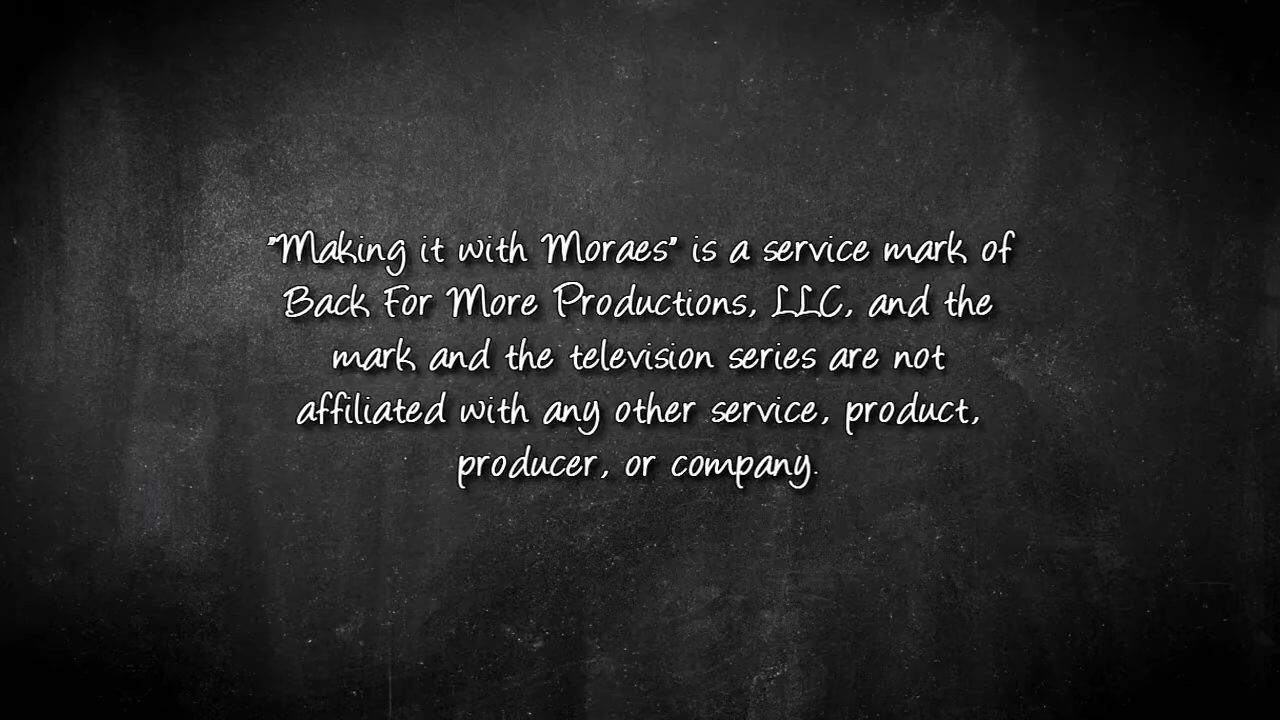 "Making it with Moraes" is a service mark of
Back For More Productions, LLC, and the
mark and the television series are not
affiliated with any other service, product,
producer, or company.